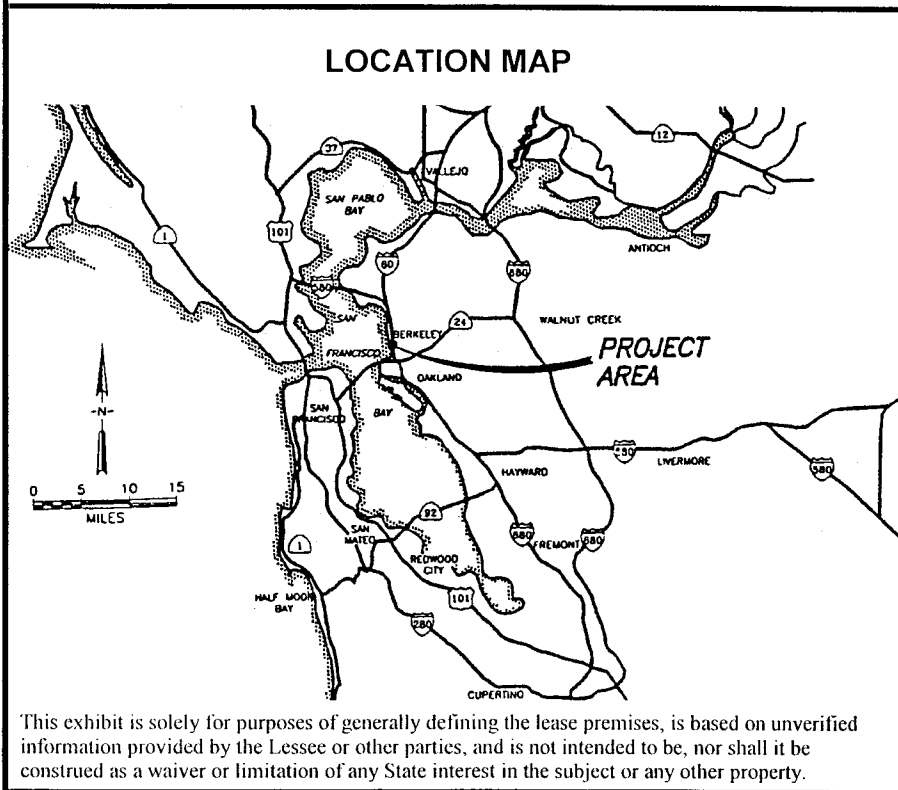 LOCATION MAP
37
12
VALLEJO
SAN PABLO
BAY
101
1
ANTIOCH
80
680
580
SAN
24
WALNUT CREEK
BERKELEY
FRANCISCO
PROJECT
AREA
OAKLAND
-N-
BAY
SAN
FRANCISCO
LIVERMORE
HAYWARD
580
0 5 10 15
MILES
92
SAN
MATEO
1
680
FREMONT
680
REDWOOD
CITY
HALF MOON
BAY
101
280
CUPERTINO
This exhibit is solely for purposes of generally defining the lease premises, is based on unverified
information provided by the Lessee or other parties, and is not intended to be, nor shall it be
construed as a waiver or limitation of any State interest in the subject or any other property.